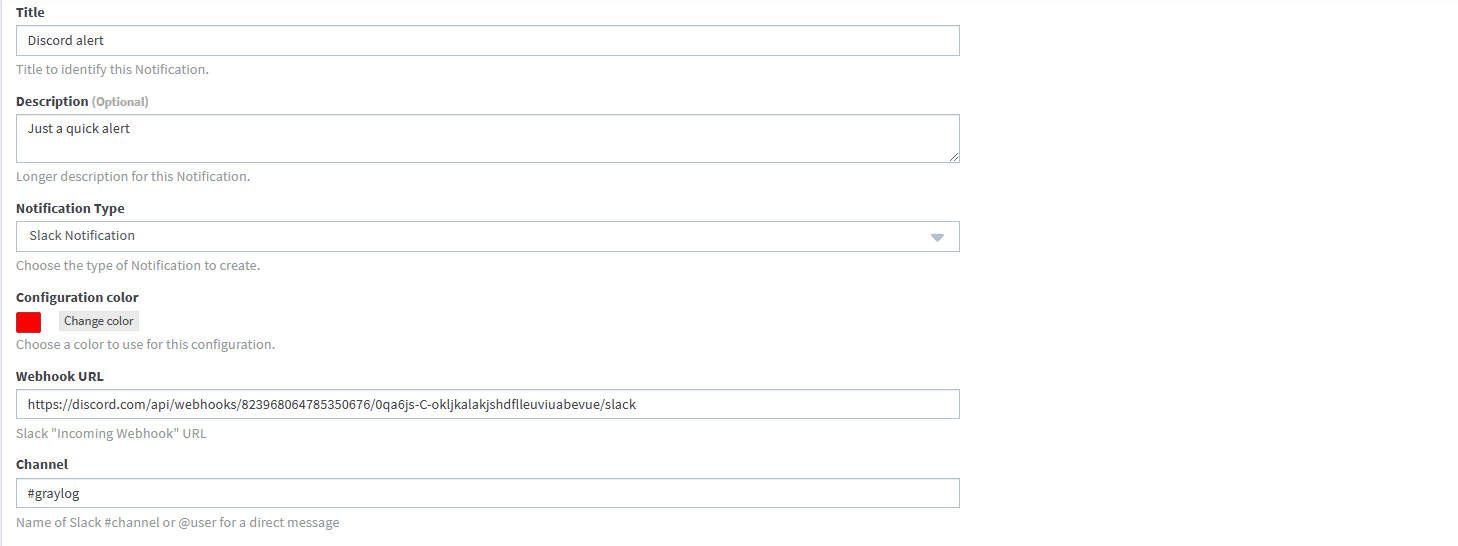 Title
Discord alert
Title to identify this Notification.
Description (Optional)
Just a quick alert
Longer description for this Notification.
Notification Type
Slack Notification
Choose the type of Notification to create.
Configuration color
Change color
Choose a color to use for this configuration.
Webhook URL
https://discord.com/api/webhooks/823968064785350676/0qa6js-C-okljkalakjshdflleuviuabevue/slack
Slack "Incoming Webhook" URL
Channel
#graylog
Name of Slack #channel or @user for a direct message